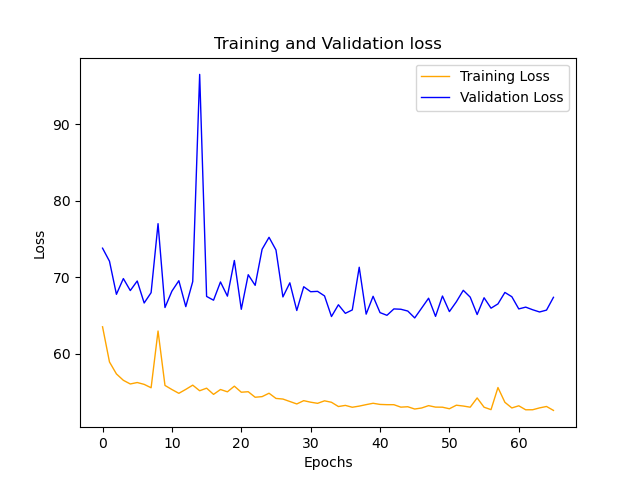 Training and Validation loss
Training Loss
Validation Loss
90
80
70
60
Loss
0 10 20 30 40 50 60
Epochs